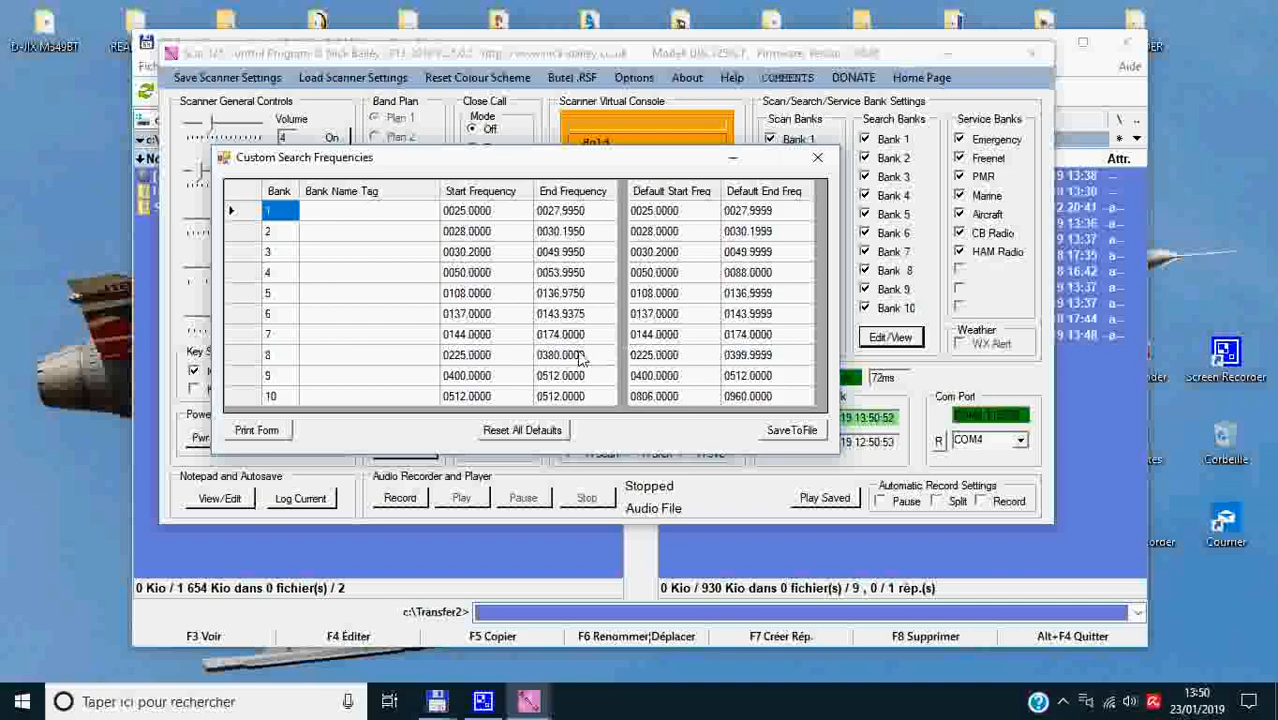 D-JIX M349BT
Aide
Save Scanner Settings Load Scanner Settings Reset Colour Scheme Butel .RSF Options About Help COMMENTS DONATE Home Page
Scanner General Controls
Volume
4
On
Band Plan
Plan 1
Plan 2
Close Call
Mode
Off
Scanner Virtual Console
Hold
Scan/Search/Service Bank Settings
Scan Banks
Bank 1
Search Banks
Bank 1
Bank 2
Bank 3
Bank 4
Bank 5
Bank 6
Bank 7
Bank 8
Bank 9
Bank 10
Edit/View
Service Banks
Emergency
Freenet
PMR
Marine
Aircraft
CB Radio
HAM Radio
Weather
WX Alert
Attr.
Custom Search Frequencies
Bank Bank Name Tag Start Frequency End Frequency Default Start Freq Default End Freq
1 0025.0000 0027.9950 0025.0000 0027.9999
2 0028.0000 0030.1950 0028.0000 0030.1999
3 0030.2000 0049.9950 0030.2000 0049.9999
4 0050.0000 0053.9950 0050.0000 0088.0000
5 0108.0000 0136.9750 0108.0000 0136.9999
6 0137.0000 0143.9375 0137.0000 0143.9999
7 0144.0000 0174.0000 0144.0000 0174.0000
8 0225.0000 0380.0000 0225.0000 0399.9999
9 0400.0000 0512.0000 0400.0000 0512.0000
10 0512.0000 0512.0000 0806.0000 0960.0000
Print Form Reset All Defaults SaveToFile
72ms
19 13:50:52
19 12:50:53
Com Port
R COM4
Notepad and Autosave
View/Edit Log Current
Audio Recorder and Player
Record Play Pause Stop
Stopped
Audio File
Play Saved
Automatic Record Settings
Pause Split Record
0 Kio / 1 654 Kio dans 0 fichier(s) / 2
0 Kio / 930 Kio dans 0 fichier(s) / 9 , 0 / 1 rép.(s)
c:\Transfer2>
F3 Voir F4 Editer F5 Copier F6 Renommer/Déplacer F7 Créer Rép. F8 Supprimer Alt+F4 Quitter
Screen Recorder
Corbeille
Courrier
Taper ici pour rechercher
13:50
23/01/2019